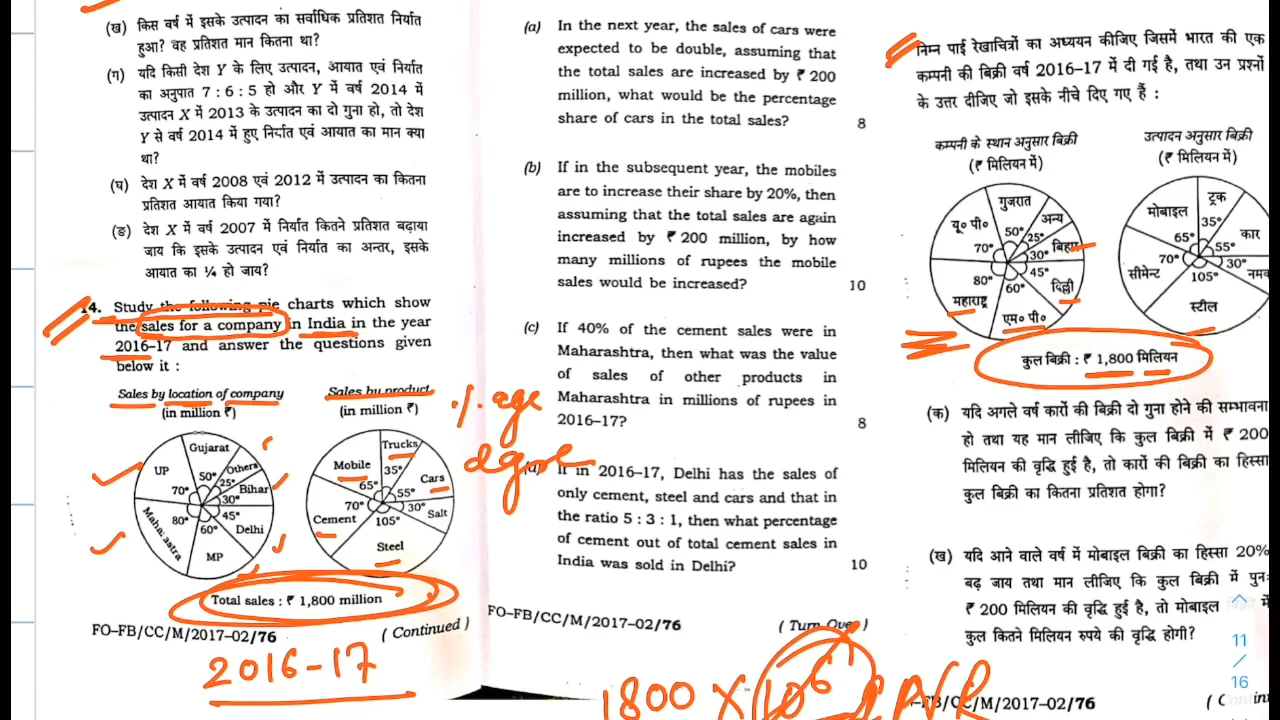 (ख) किस वर्ष में इसके उत्पादन का सर्वाधिक प्रतिशत निर्यात
हुआ? वह प्रतिशत मान कितना था?
(ग) यदि किसी देश Y के लिए उत्पादन, आयात एवं निर्यात
का अनुपात 7 : 6 : 5 हो और Y में वर्ष 2014 में
उत्पादन X में 2013 के उत्पादन का दो गुना हो, तो देश
Y से वर्ष 2014 में हुए निर्यात एवं आयात का मान क्या
था?
(घ) देश X में वर्ष 2008 एवं 2012 में उत्पादन का कितना
प्रतिशत आयात किया गया?
(ङ) देश X में वर्ष 2007 में निर्यात कितने प्रतिशत बढ़ाया
जाय कि इसके उत्पादन एवं निर्यात का अन्तर, इसके
आयात का ¼ हो जाये?
14. Study the following pie charts which show
the sales for a company in India in the year
2016–17 and answer the questions given
below it :
Sales by location of company
(in million ₹)
Gujarat
Others
UP
50°
25°
Bihar
70°
30°
80°
45°
60°
Delhi
Maharastra
MP
Sales by product
(in million ₹)
Trucks
Mobile
35°
65°
55°
Cars
70°
30°
Salt
Cement
105°
Steel
Total sales : ₹ 1,800 million
FO–FB/CC/M/2017–02/76
( Continued )
2016-17
% age
dgree
(a) In the next year, the sales of cars were
expected to be double, assuming that
the total sales are increased by ₹ 200
million, what would be the percentage
share of cars in the total sales? 8
(b) If in the subsequent year, the mobiles
are to increase their share by 20%, then
assuming that the total sales are again
increased by ₹ 200 million, by how
many millions of rupees the mobile
sales would be increased? 10
(c) If 40% of the cement sales were in
Maharashtra, then what was the value
of sales of other products in
Maharashtra in millions of rupees in
2016–17? 8
(d) If in 2016–17, Delhi has the sales of
only cement, steel and cars and that in
the ratio 5 : 3 : 1, then what percentage
of cement out of total cement sales in
India was sold in Delhi? 10
FO–FB/CC/M/2017–02/76
( Turn Over )
1800 × 10⁶
निम्न पाई रेखाचित्रों का अध्ययन कीजिए जिसमें भारत की एक
कम्पनी की बिक्री वर्ष 2016–17 में दी गई है, तथा उन प्रश्नों
के उत्तर दीजिए जो इसके नीचे दिए गए हैं :
कम्पनी के स्थान अनुसार बिक्री
(₹ मिलियन में)
गुजरात
अन्य
यू० पी०
50°
25°
बिहार
70°
30°
80°
45°
60°
दिल्ली
महाराष्ट्र
एम० पी०
उत्पादन अनुसार बिक्री
(₹ मिलियन में)
ट्रक
मोबाइल
35°
कार
65°
55°
70°
30°
सीमेन्ट
105°
स्टील
कुल बिक्री : ₹ 1,800 मिलियन
(क) यदि अगले वर्ष कारों की बिक्री दो गुना होने की सम्भावना
हो तथा यह मान लीजिए कि कुल बिक्री में ₹ 200
मिलियन की वृद्धि हुई है, तो कारों की बिक्री का हिस्सा
कुल बिक्री का कितना प्रतिशत होगा?
(ख) यदि आने वाले वर्ष में मोबाइल बिक्री का हिस्सा 20%
बढ़ जाय तथा मान लीजिए कि कुल बिक्री में पुनः
₹ 200 मिलियन की वृद्धि हुई है, तो मोबाइल में
कुल कितने मिलियन रुपये की वृद्धि होगी?
11
/
16
–FB/CC/M/2017–02/76